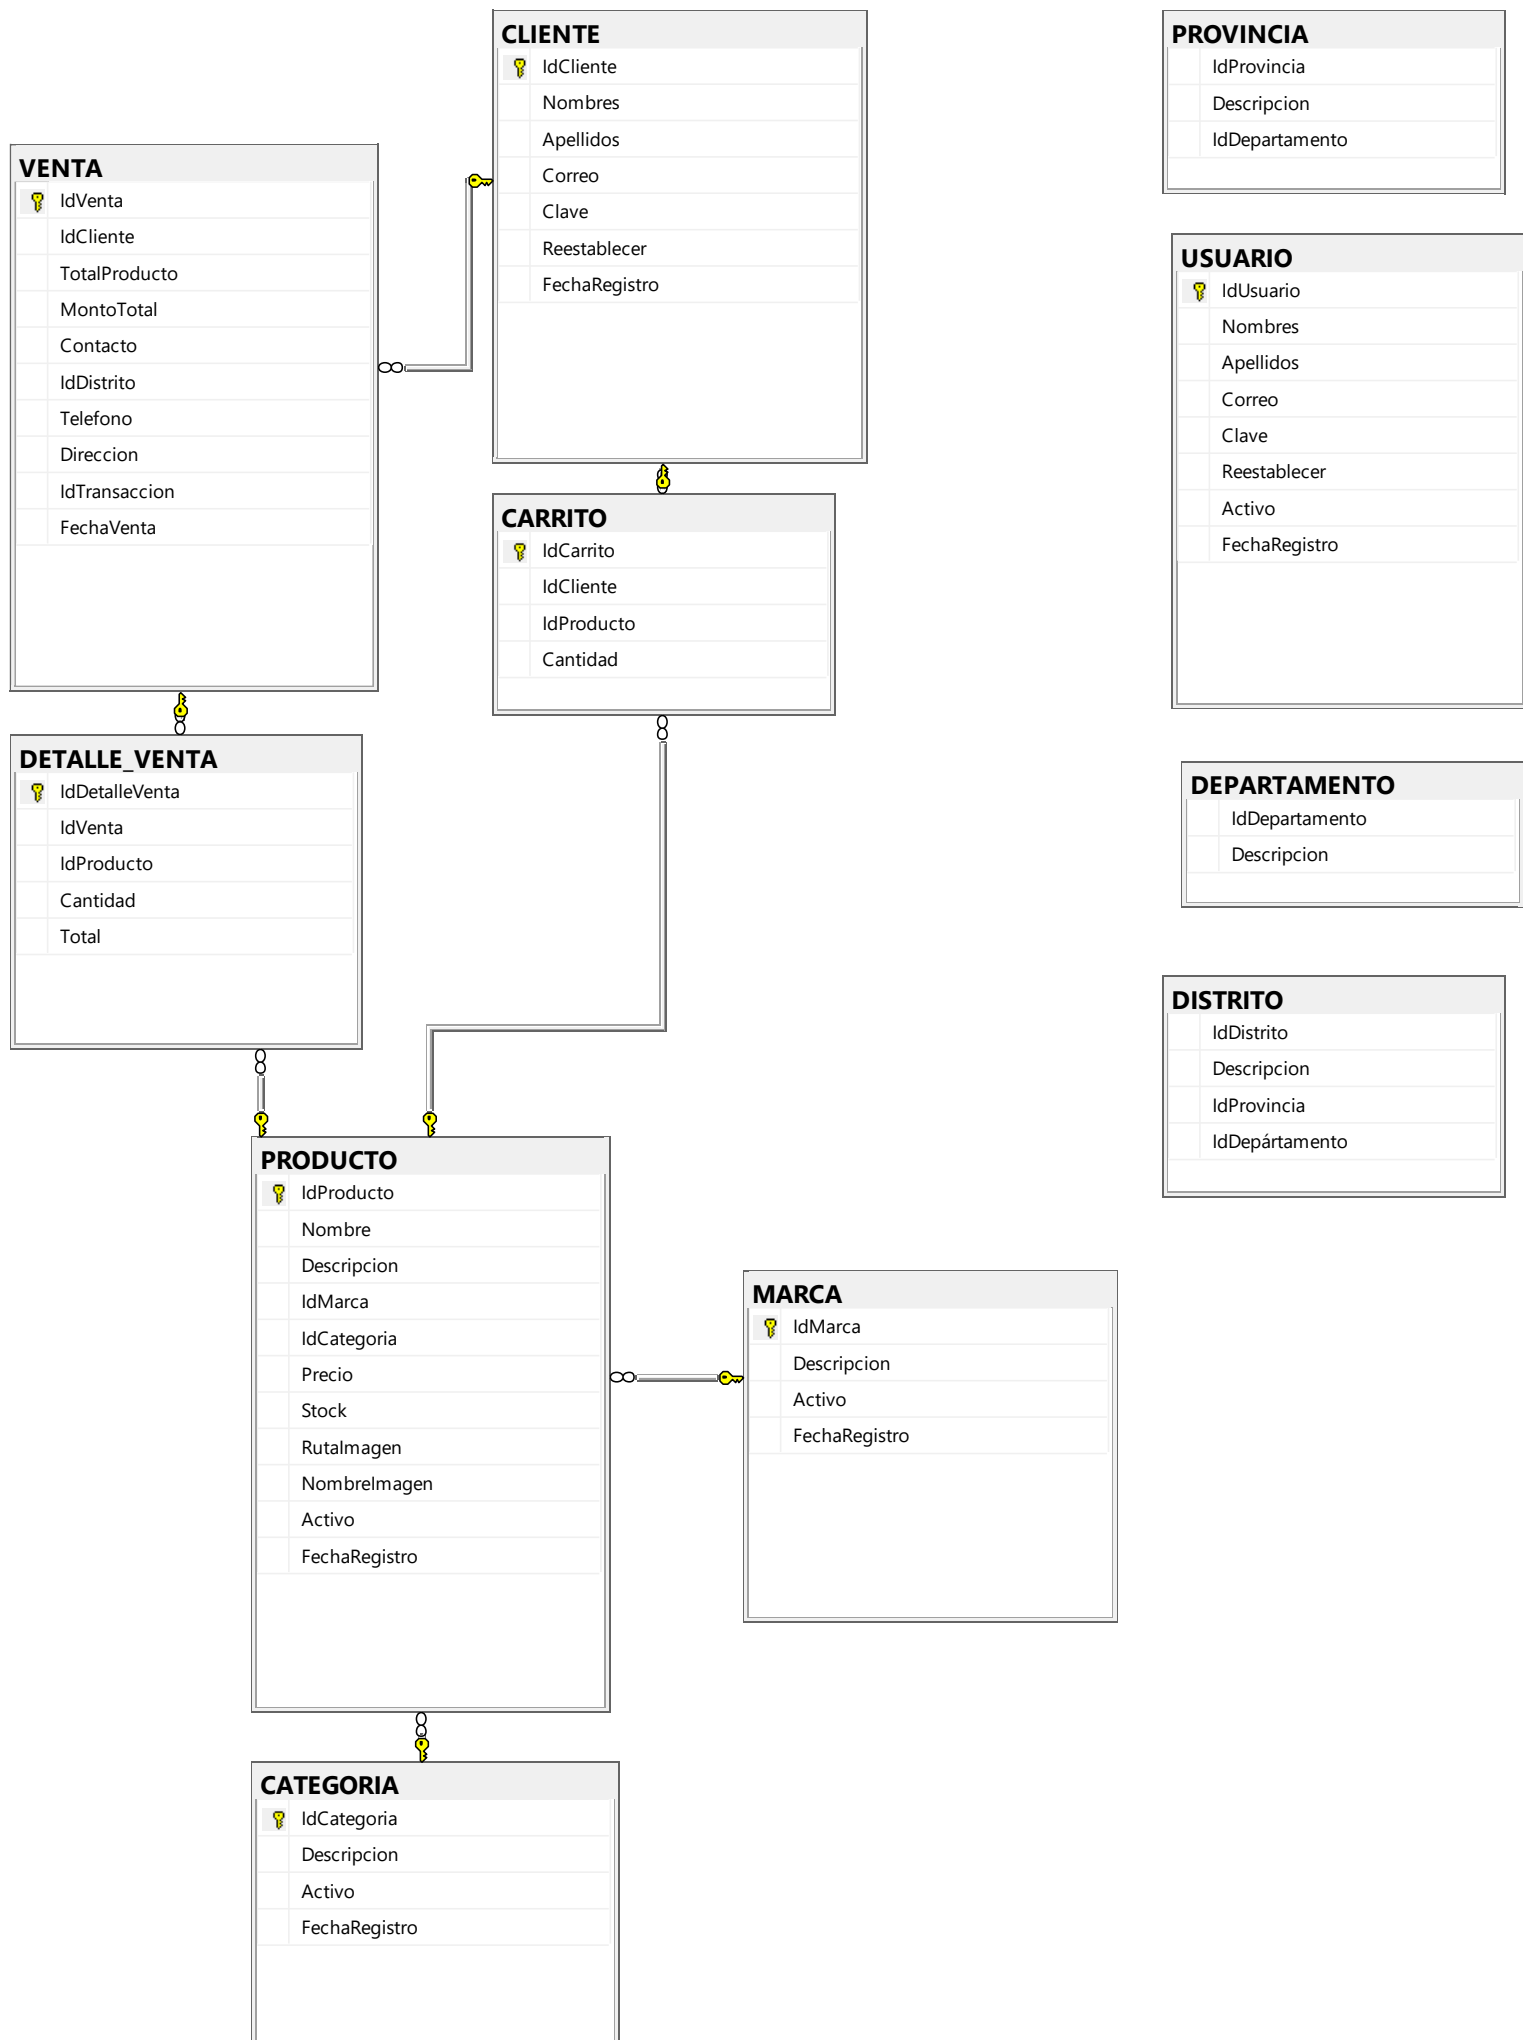 CLIENTE
IdCliente
Nombres
Apellidos
Correo
Clave
Reestablecer
FechaRegistro
PROVINCIA
IdProvincia
Descripcion
IdDepartamento
VENTA
IdVenta
IdCliente
TotalProducto
MontoTotal
Contacto
IdDistrito
Telefono
Direccion
IdTransaccion
FechaVenta
USUARIO
IdUsuario
Nombres
Apellidos
Correo
Clave
Reestablecer
Activo
FechaRegistro
CARRITO
IdCarrito
IdCliente
IdProducto
Cantidad
DETALLE_VENTA
IdDetalleVenta
IdVenta
IdProducto
Cantidad
Total
DEPARTAMENTO
IdDepartamento
Descripcion
DISTRITO
IdDistrito
Descripcion
IdProvincia
IdDepártamento
PRODUCTO
IdProducto
Nombre
Descripcion
IdMarca
IdCategoria
Precio
Stock
RutaImagen
NombreImagen
Activo
FechaRegistro
MARCA
IdMarca
Descripcion
Activo
FechaRegistro
CATEGORIA
IdCategoria
Descripcion
Activo
FechaRegistro